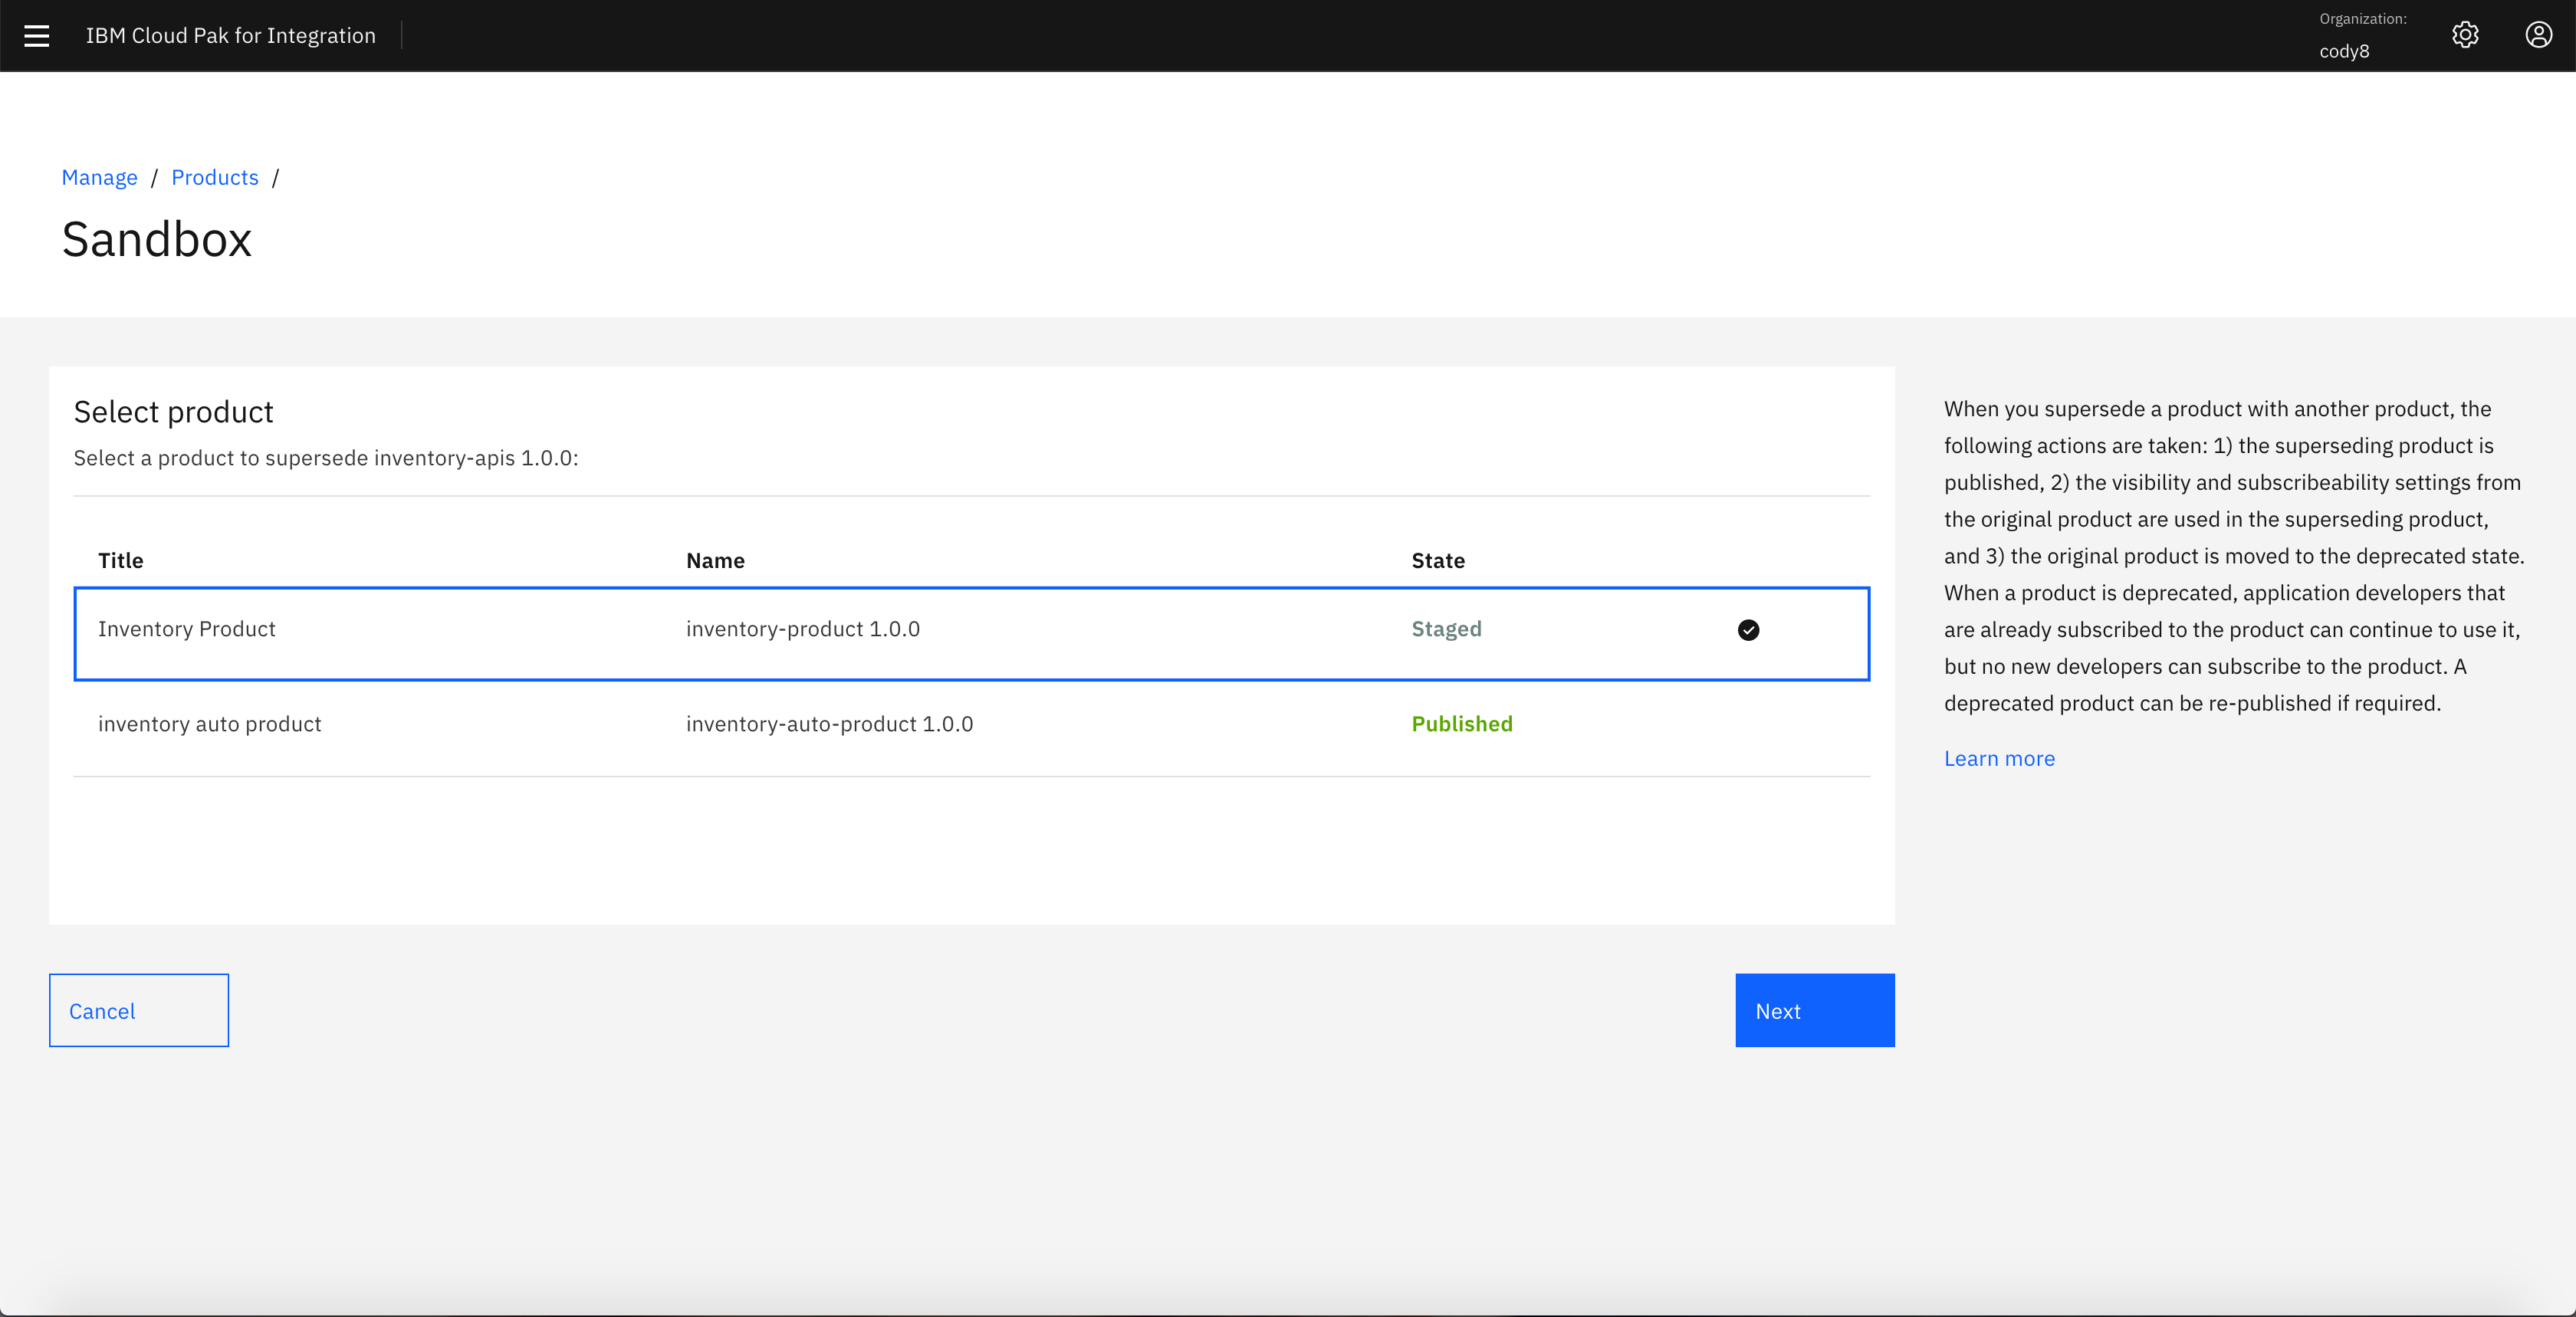 IBM Cloud Pak for Integration
Organization:
cody8
Manage / Products /
Sandbox
Select product
Select a product to supersede inventory-apis 1.0.0:
Title Name State
Inventory Product inventory-product 1.0.0 Staged
inventory auto product inventory-auto-product 1.0.0 Published
Cancel
Next
When you supersede a product with another product, the
following actions are taken: 1) the superseding product is
published, 2) the visibility and subscribeability settings from
the original product are used in the superseding product,
and 3) the original product is moved to the deprecated state.
When a product is deprecated, application developers that
are already subscribed to the product can continue to use it,
but no new developers can subscribe to the product. A
deprecated product can be re-published if required.
Learn more